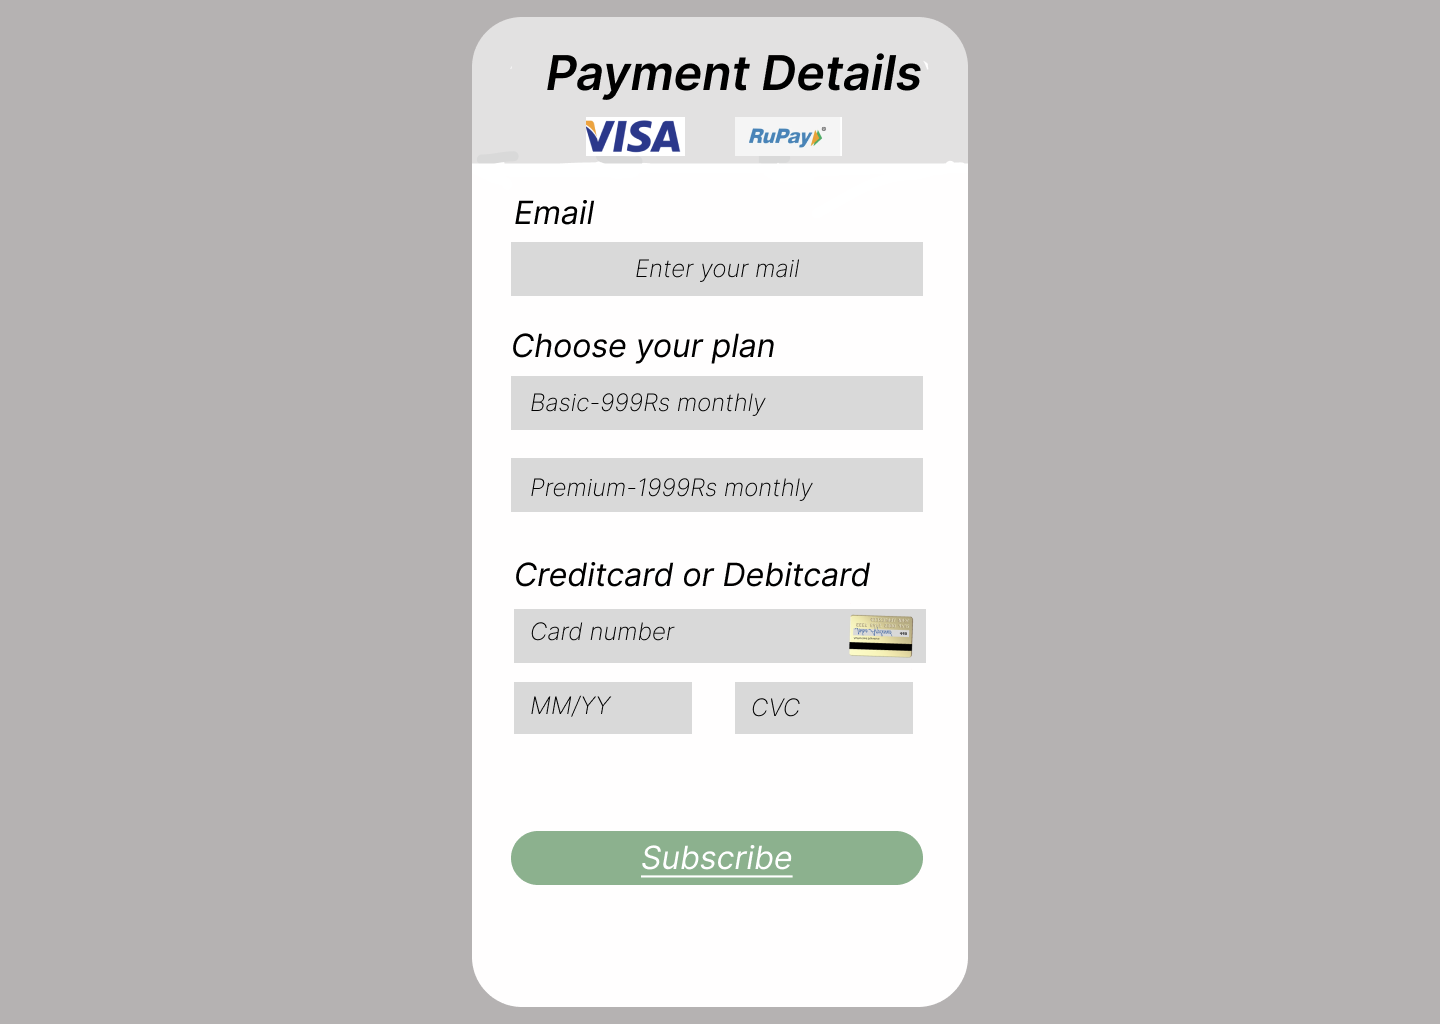 Payment Details
VISA RuPay
Email
Enter your mail
Choose your plan
Basic-999Rs monthly
Premium-1999Rs monthly
Creditcard or Debitcard
Card number
MM/YY CVC
Subscribe